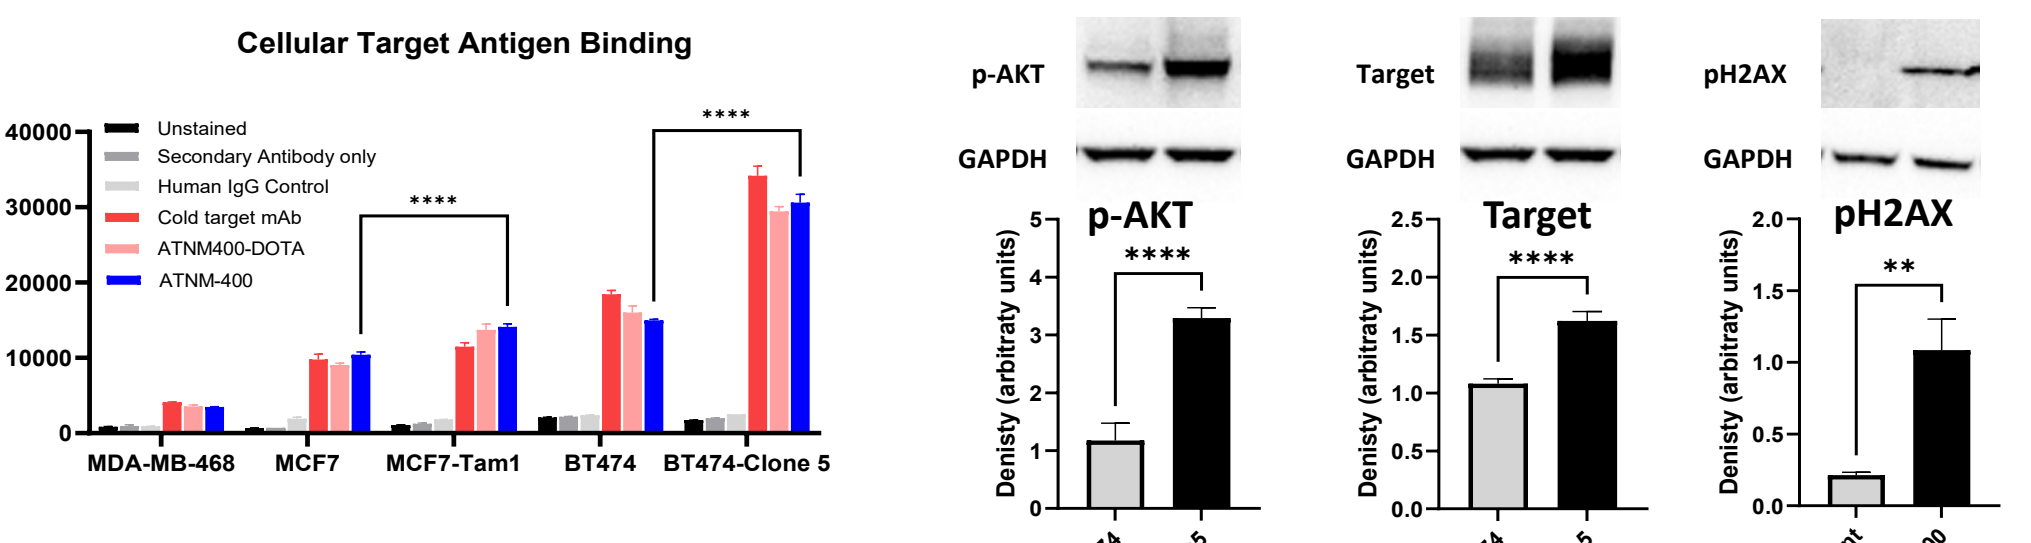 Cellular Target Antigen Binding
****
****
40000
30000
20000
10000
0
Unstained
Secondary Antibody only
Human IgG Control
Cold target mAb
ATNM400-DOTA
ATNM-400
MDA-MB-468 MCF7 MCF7-Tam1 BT474 BT474-Clone 5
p-AKT
GAPDH
p-AKT
****
Denisty (arbitraty units)
5
4
3
2
1
0
Target
GAPDH
Target
****
Denisty (arbitraty units)
2.5
2.0
1.5
1.0
0.5
0.0
pH2AX
GAPDH
pH2AX
**
Denisty (arbitraty units)
2.0
1.5
1.0
0.5
0.0